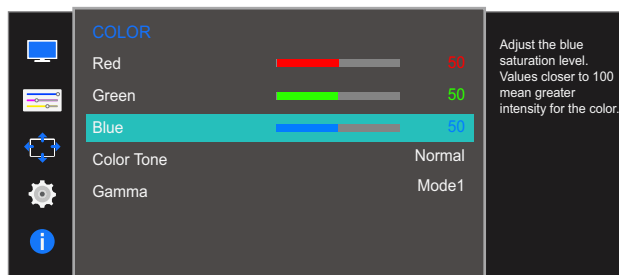 COLOR
Red 50
Green 50
Blue 50
Color Tone Normal
Gamma Mode1
Adjust the blue
saturation level.
Values closer to 100
mean greater
intensity for the color.
i